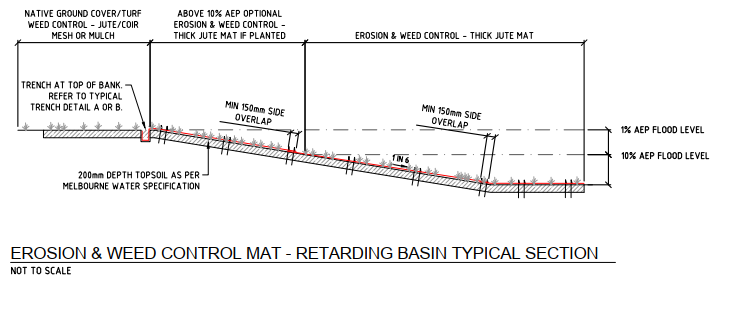 NATIVE GROUND COVER/TURF
WEED CONTROL - JUTE/COIR
MESH OR MULCH
ABOVE 10% AEP OPTIONAL
EROSION & WEED CONTROL -
THICK JUTE MAT IF PLANTED
EROSION & WEED CONTROL - THICK JUTE MAT
TRENCH AT TOP OF BANK.
REFER TO TYPICAL
TRENCH DETAIL A OR B.
MIN 150mm SIDE
OVERLAP
MIN 150mm SIDE
OVERLAP
1% AEP FLOOD LEVEL
10% AEP FLOOD LEVEL
1 IN 6
200mm DEPTH TOPSOIL AS PER
MELBOURNE WATER SPECIFICATION
EROSION & WEED CONTROL MAT - RETARDING BASIN TYPICAL SECTION
NOT TO SCALE